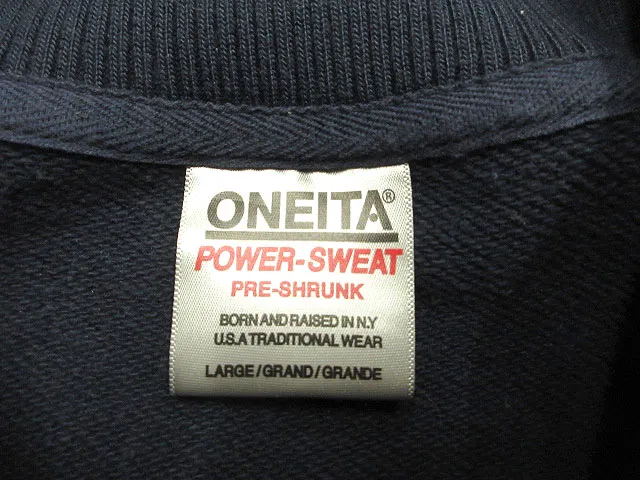 ONEITA®
POWER-SWEAT
PRE-SHRUNK
BORN AND RAISED IN N.Y
U.S.A TRADITIONAL WEAR
LARGE/GRAND/GRANDE